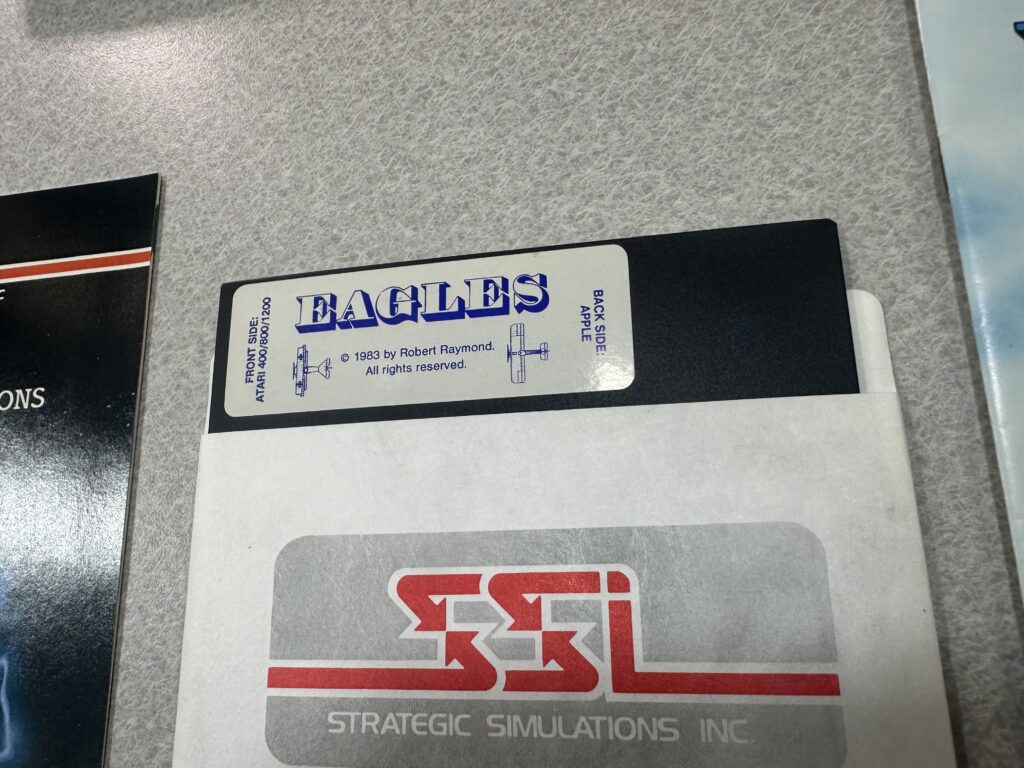 FRONT SIDE:
ATARI 400/800/1200
EAGLES
© 1983 by Robert Raymond.
All rights reserved.
BACK SIDE:
APPLE
ONS
SSI
STRATEGIC SIMULATIONS INC